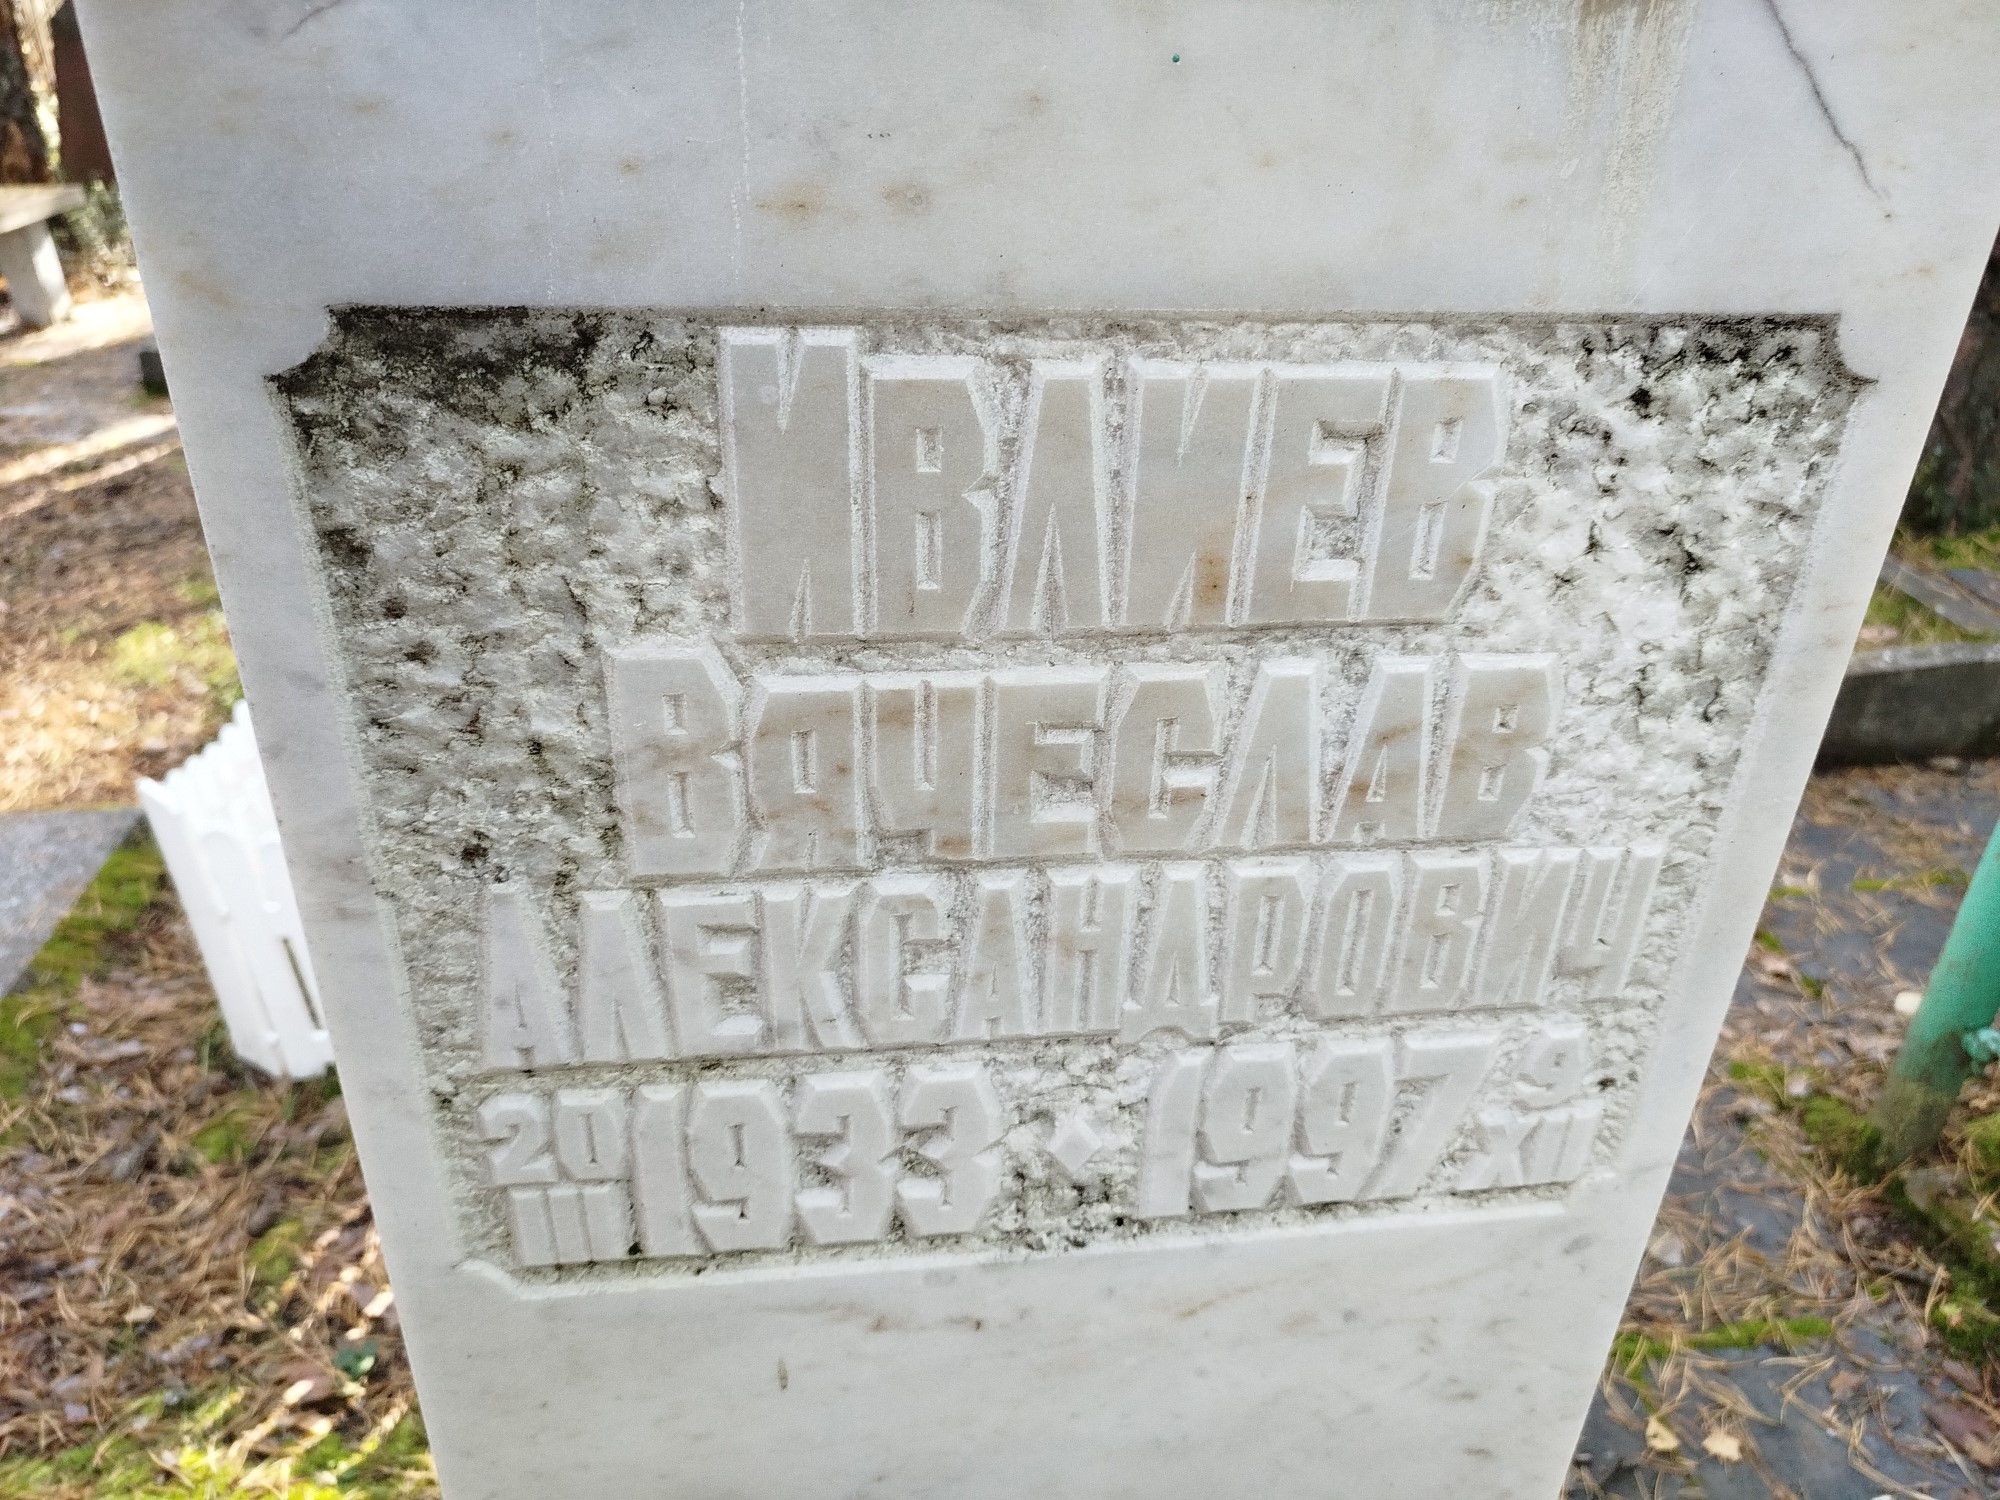 Ивлиев
Вячеслав
Александрович
20 III 1933 ◆ 1997 9 XII